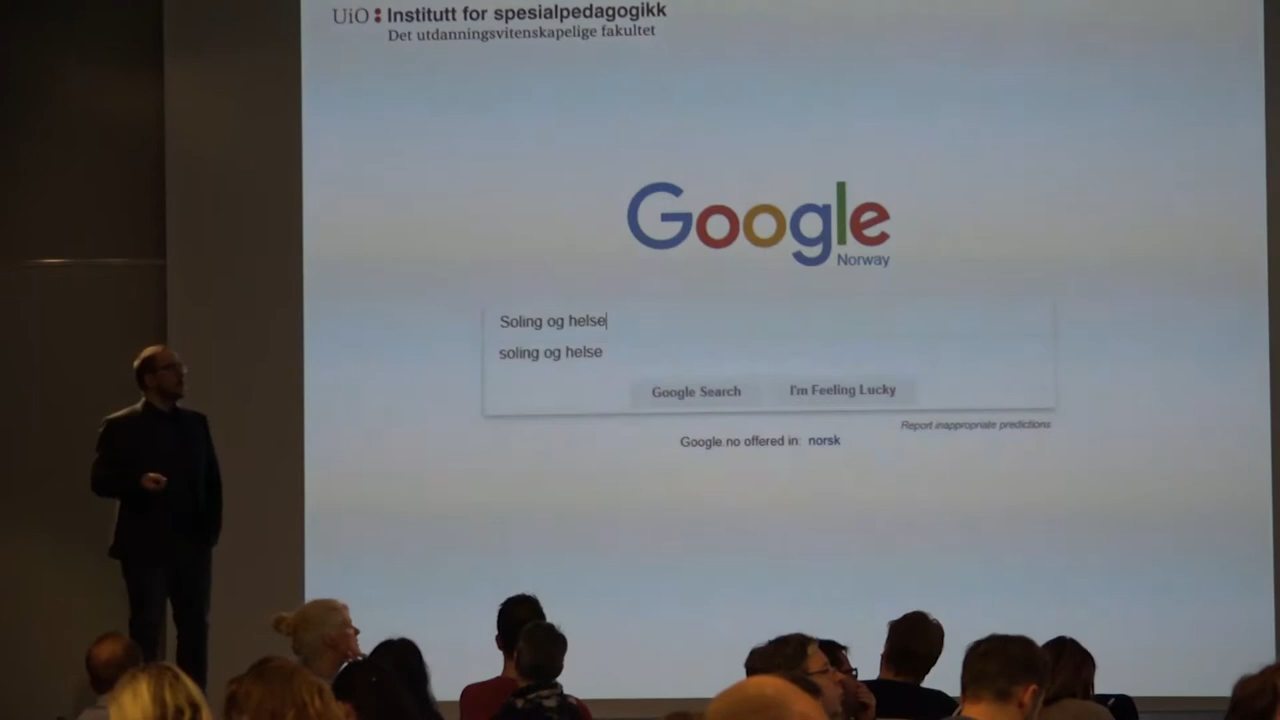 UiO : Institutt for spesialpedagogikk
Det utdanningsvitenskapelige fakultet
Google
Norway
Soling og helse
soling og helse
Google Search I'm Feeling Lucky
Report inappropriate predictions
Google.no offered in: norsk